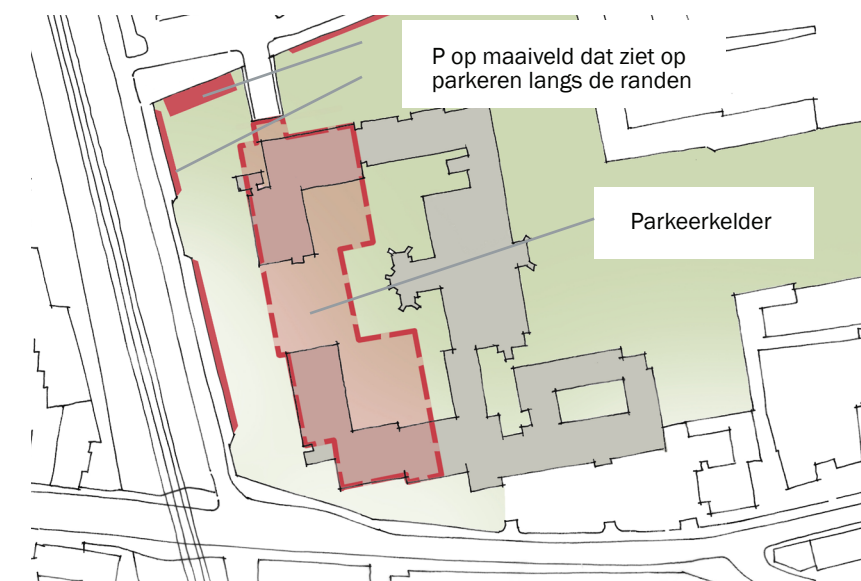 P op maaiveld dat ziet op
parkeren langs de randen
Parkeerkelder